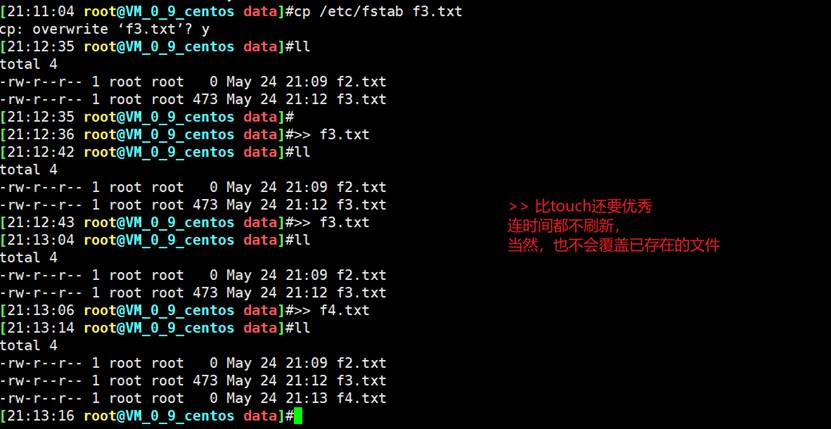 [21:11:04 root@VM_0_9_centos data]#cp /etc/fstab f3.txt
cp: overwrite ‘f3.txt’? y
[21:12:35 root@VM_0_9_centos data]#ll
total 4
-rw-r--r-- 1 root root   0 May 24 21:09 f2.txt
-rw-r--r-- 1 root root 473 May 24 21:12 f3.txt
[21:12:35 root@VM_0_9_centos data]#
[21:12:36 root@VM_0_9_centos data]#>> f3.txt
[21:12:42 root@VM_0_9_centos data]#ll
total 4
-rw-r--r-- 1 root root   0 May 24 21:09 f2.txt
-rw-r--r-- 1 root root 473 May 24 21:12 f3.txt
[21:12:43 root@VM_0_9_centos data]#>> f3.txt
[21:13:04 root@VM_0_9_centos data]#ll
total 4
-rw-r--r-- 1 root root   0 May 24 21:09 f2.txt
-rw-r--r-- 1 root root 473 May 24 21:12 f3.txt
[21:13:06 root@VM_0_9_centos data]#>> f4.txt
[21:13:14 root@VM_0_9_centos data]#ll
total 4
-rw-r--r-- 1 root root   0 May 24 21:09 f2.txt
-rw-r--r-- 1 root root 473 May 24 21:12 f3.txt
-rw-r--r-- 1 root root   0 May 24 21:13 f4.txt
[21:13:16 root@VM_0_9_centos data]#
>> 比touch还要优秀
连时间都不刷新，
当然，也不会覆盖已存在的文件